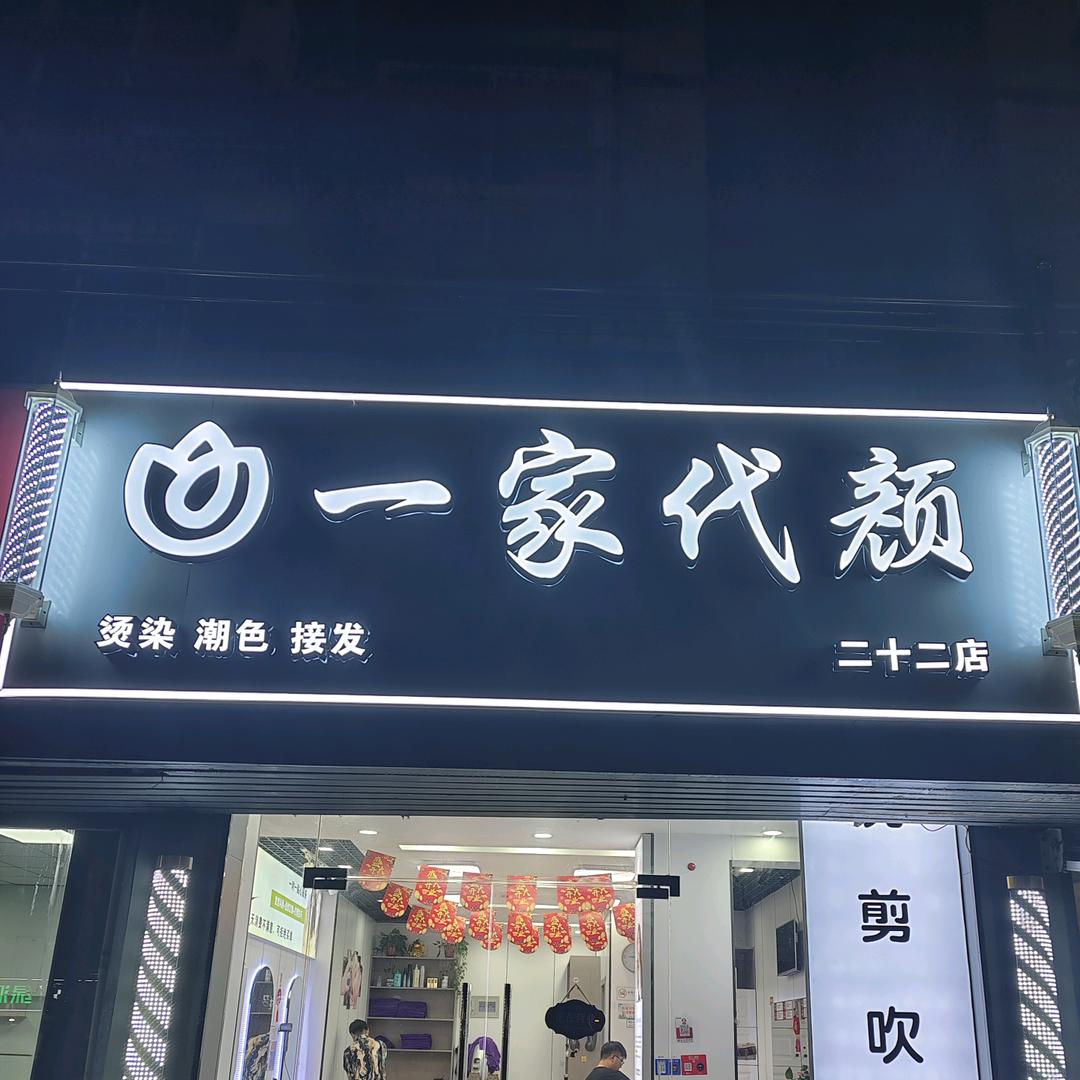 一家代颜
烫染 潮色 接发
二十二店
剪
吹